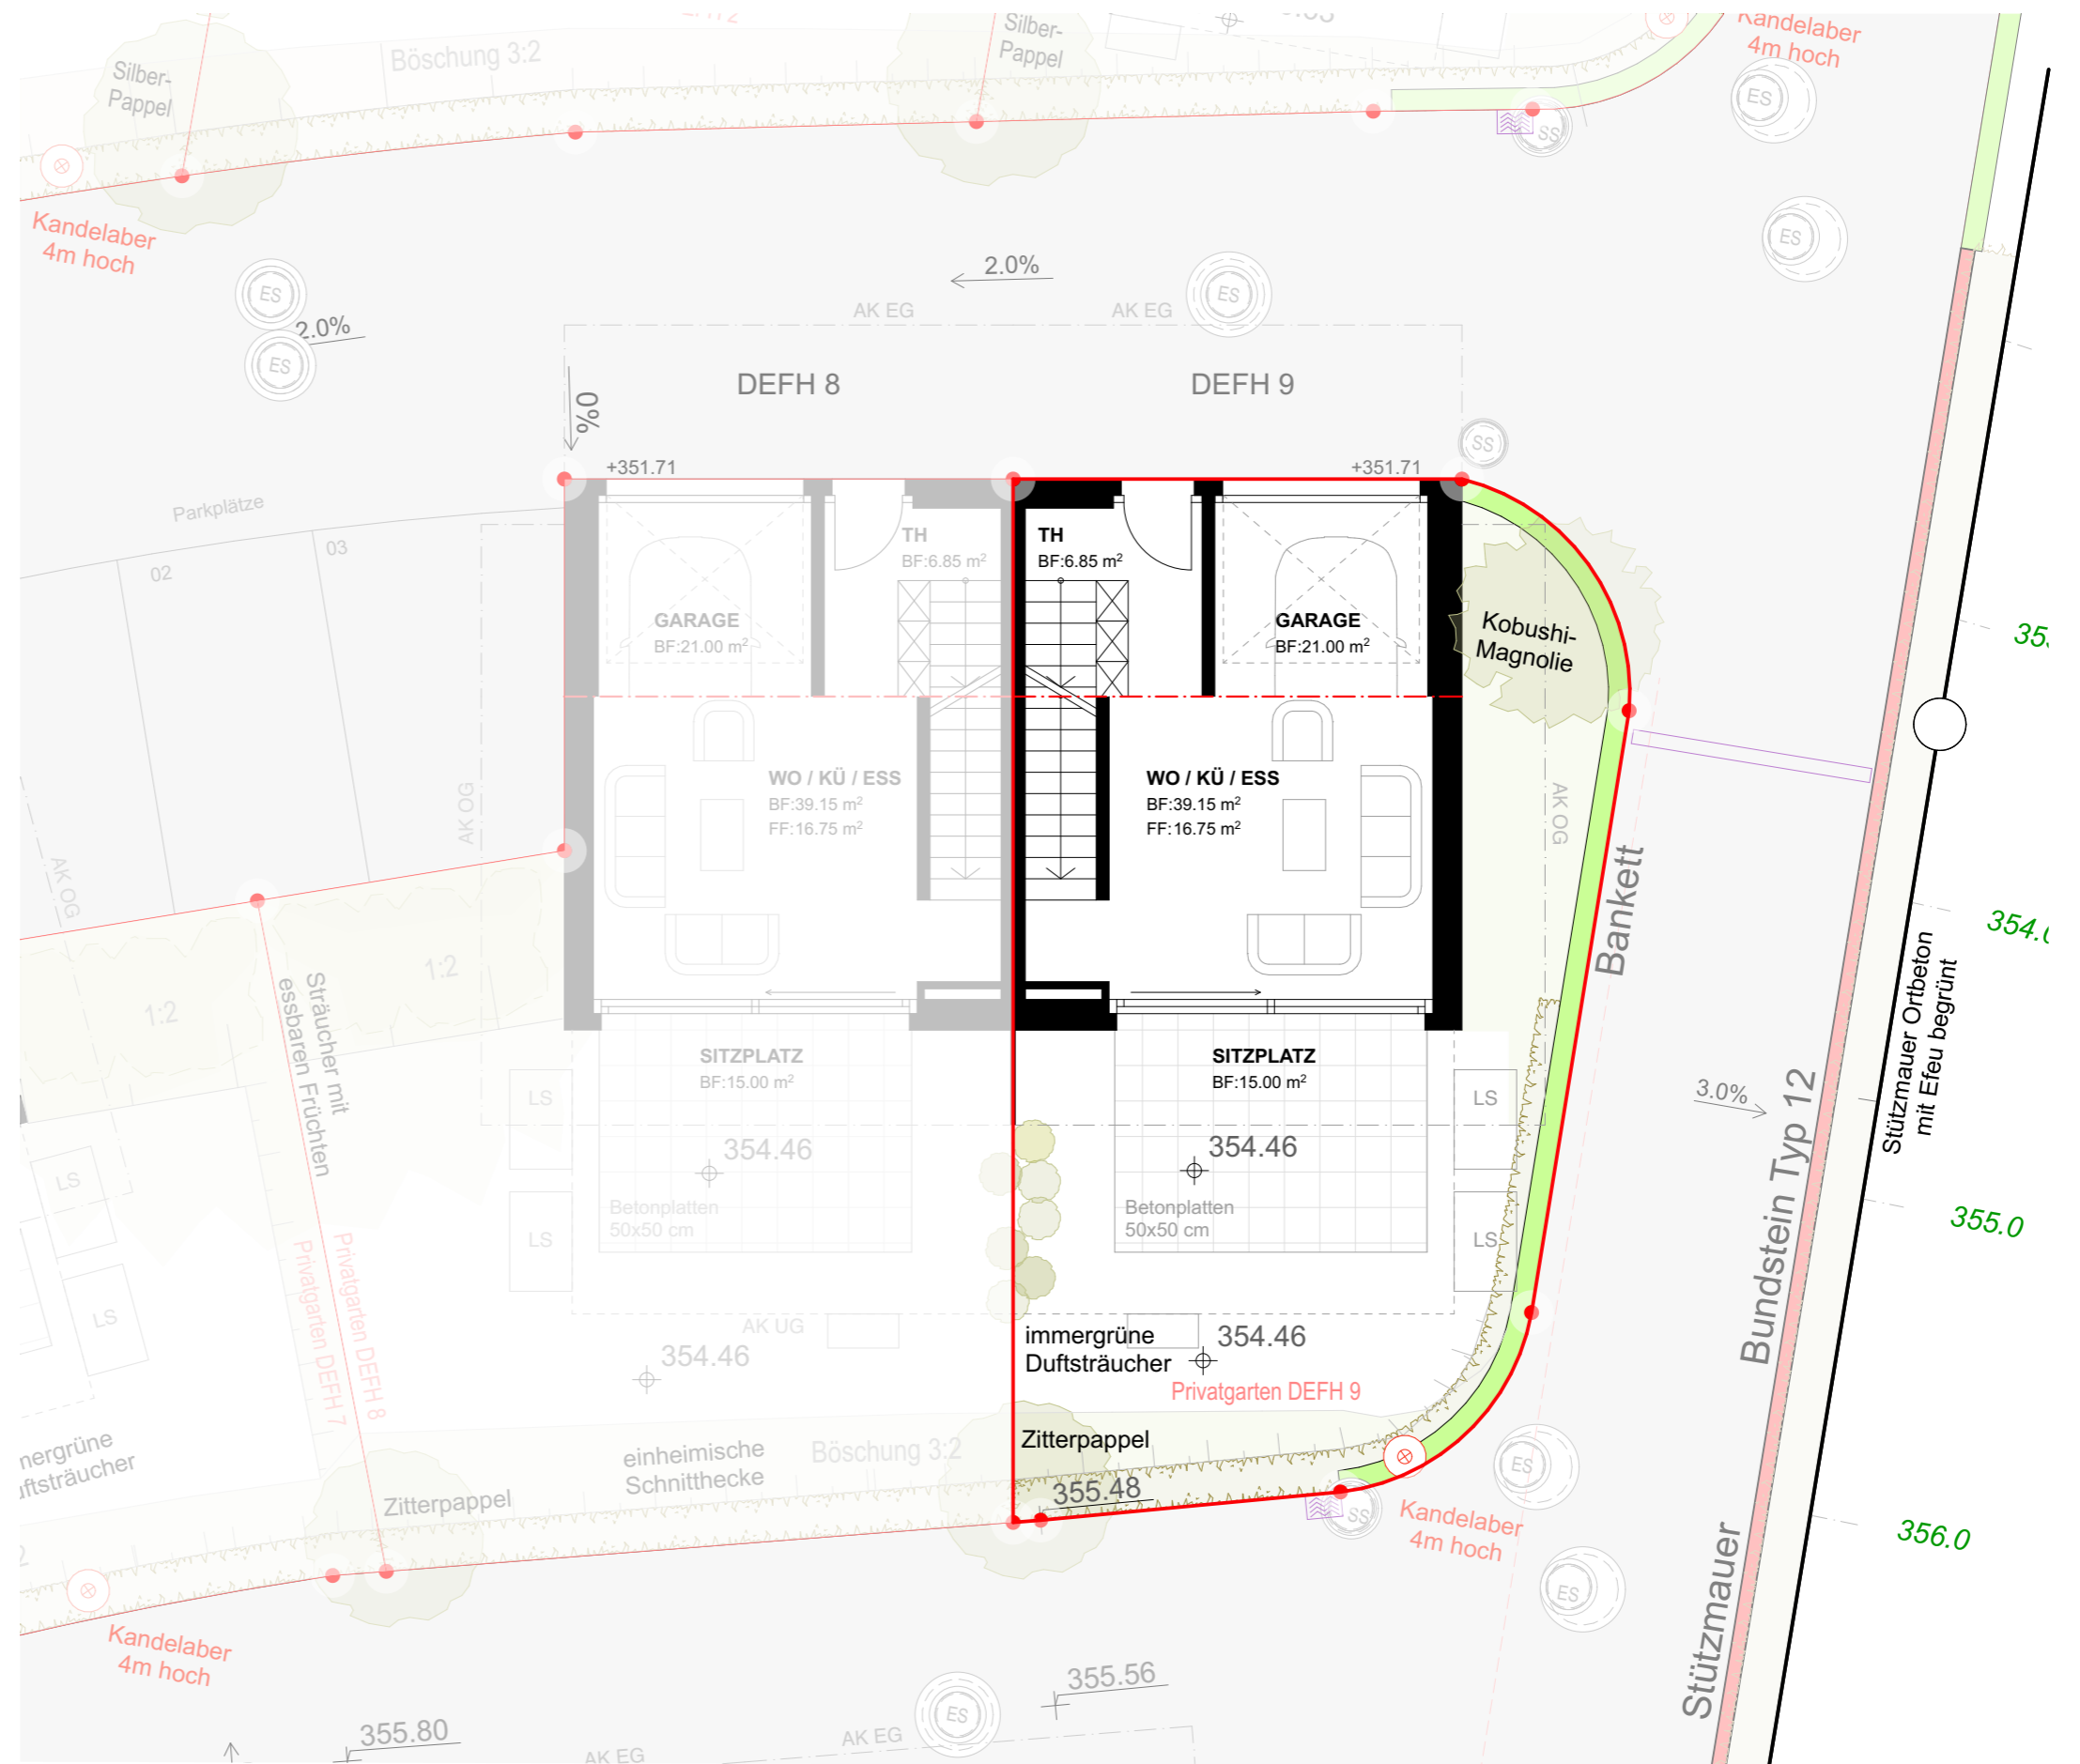 Silber-
Pappel
Böschung 3:2
Silber-
Pappel
Kandelaber
4m hoch
ES
SS
ES
Kandelaber
4m hoch
ES
2.0%
ES
2.0%
ES
AK EG
AK EG
DEFH 8
DEFH 9
0%
SS
+351.71
+351.71
Parkplätze
02
03
TH
BF:6.85 m²
TH
BF:6.85 m²
GARAGE
BF:21.00 m²
GARAGE
BF:21.00 m²
Kobushi-
Magnolie
WO / KÜ / ESS
BF:39.15 m²
FF:16.75 m²
WO / KÜ / ESS
BF:39.15 m²
FF:16.75 m²
AK OG
AK OG
AK OG
Bankett
354.0
Stützmauer Ortbeton
mit Efeu begrünt
1:2
1:2
Sträucher mit
essbaren Früchten
SITZPLATZ
BF:15.00 m²
SITZPLATZ
BF:15.00 m²
LS
LS
3.0%
354.46
354.46
LS
Betonplatten
50x50 cm
Betonplatten
50x50 cm
LS
LS
LS
355.0
Bundstein Typ 12
Privatgarten DEFH 7
Privatgarten DEFH 8
AK UG
354.46
immergrüne
Duftsträucher
354.46
Privatgarten DEFH 9
Zitterpappel
einheimische
Schnitthecke
Böschung 3:2
355.48
Zitterpappel
SS
Kandelaber
4m hoch
ES
ES
356.0
Stützmauer
Kandelaber
4m hoch
355.56
355.80
ES
AK EG
AK EG